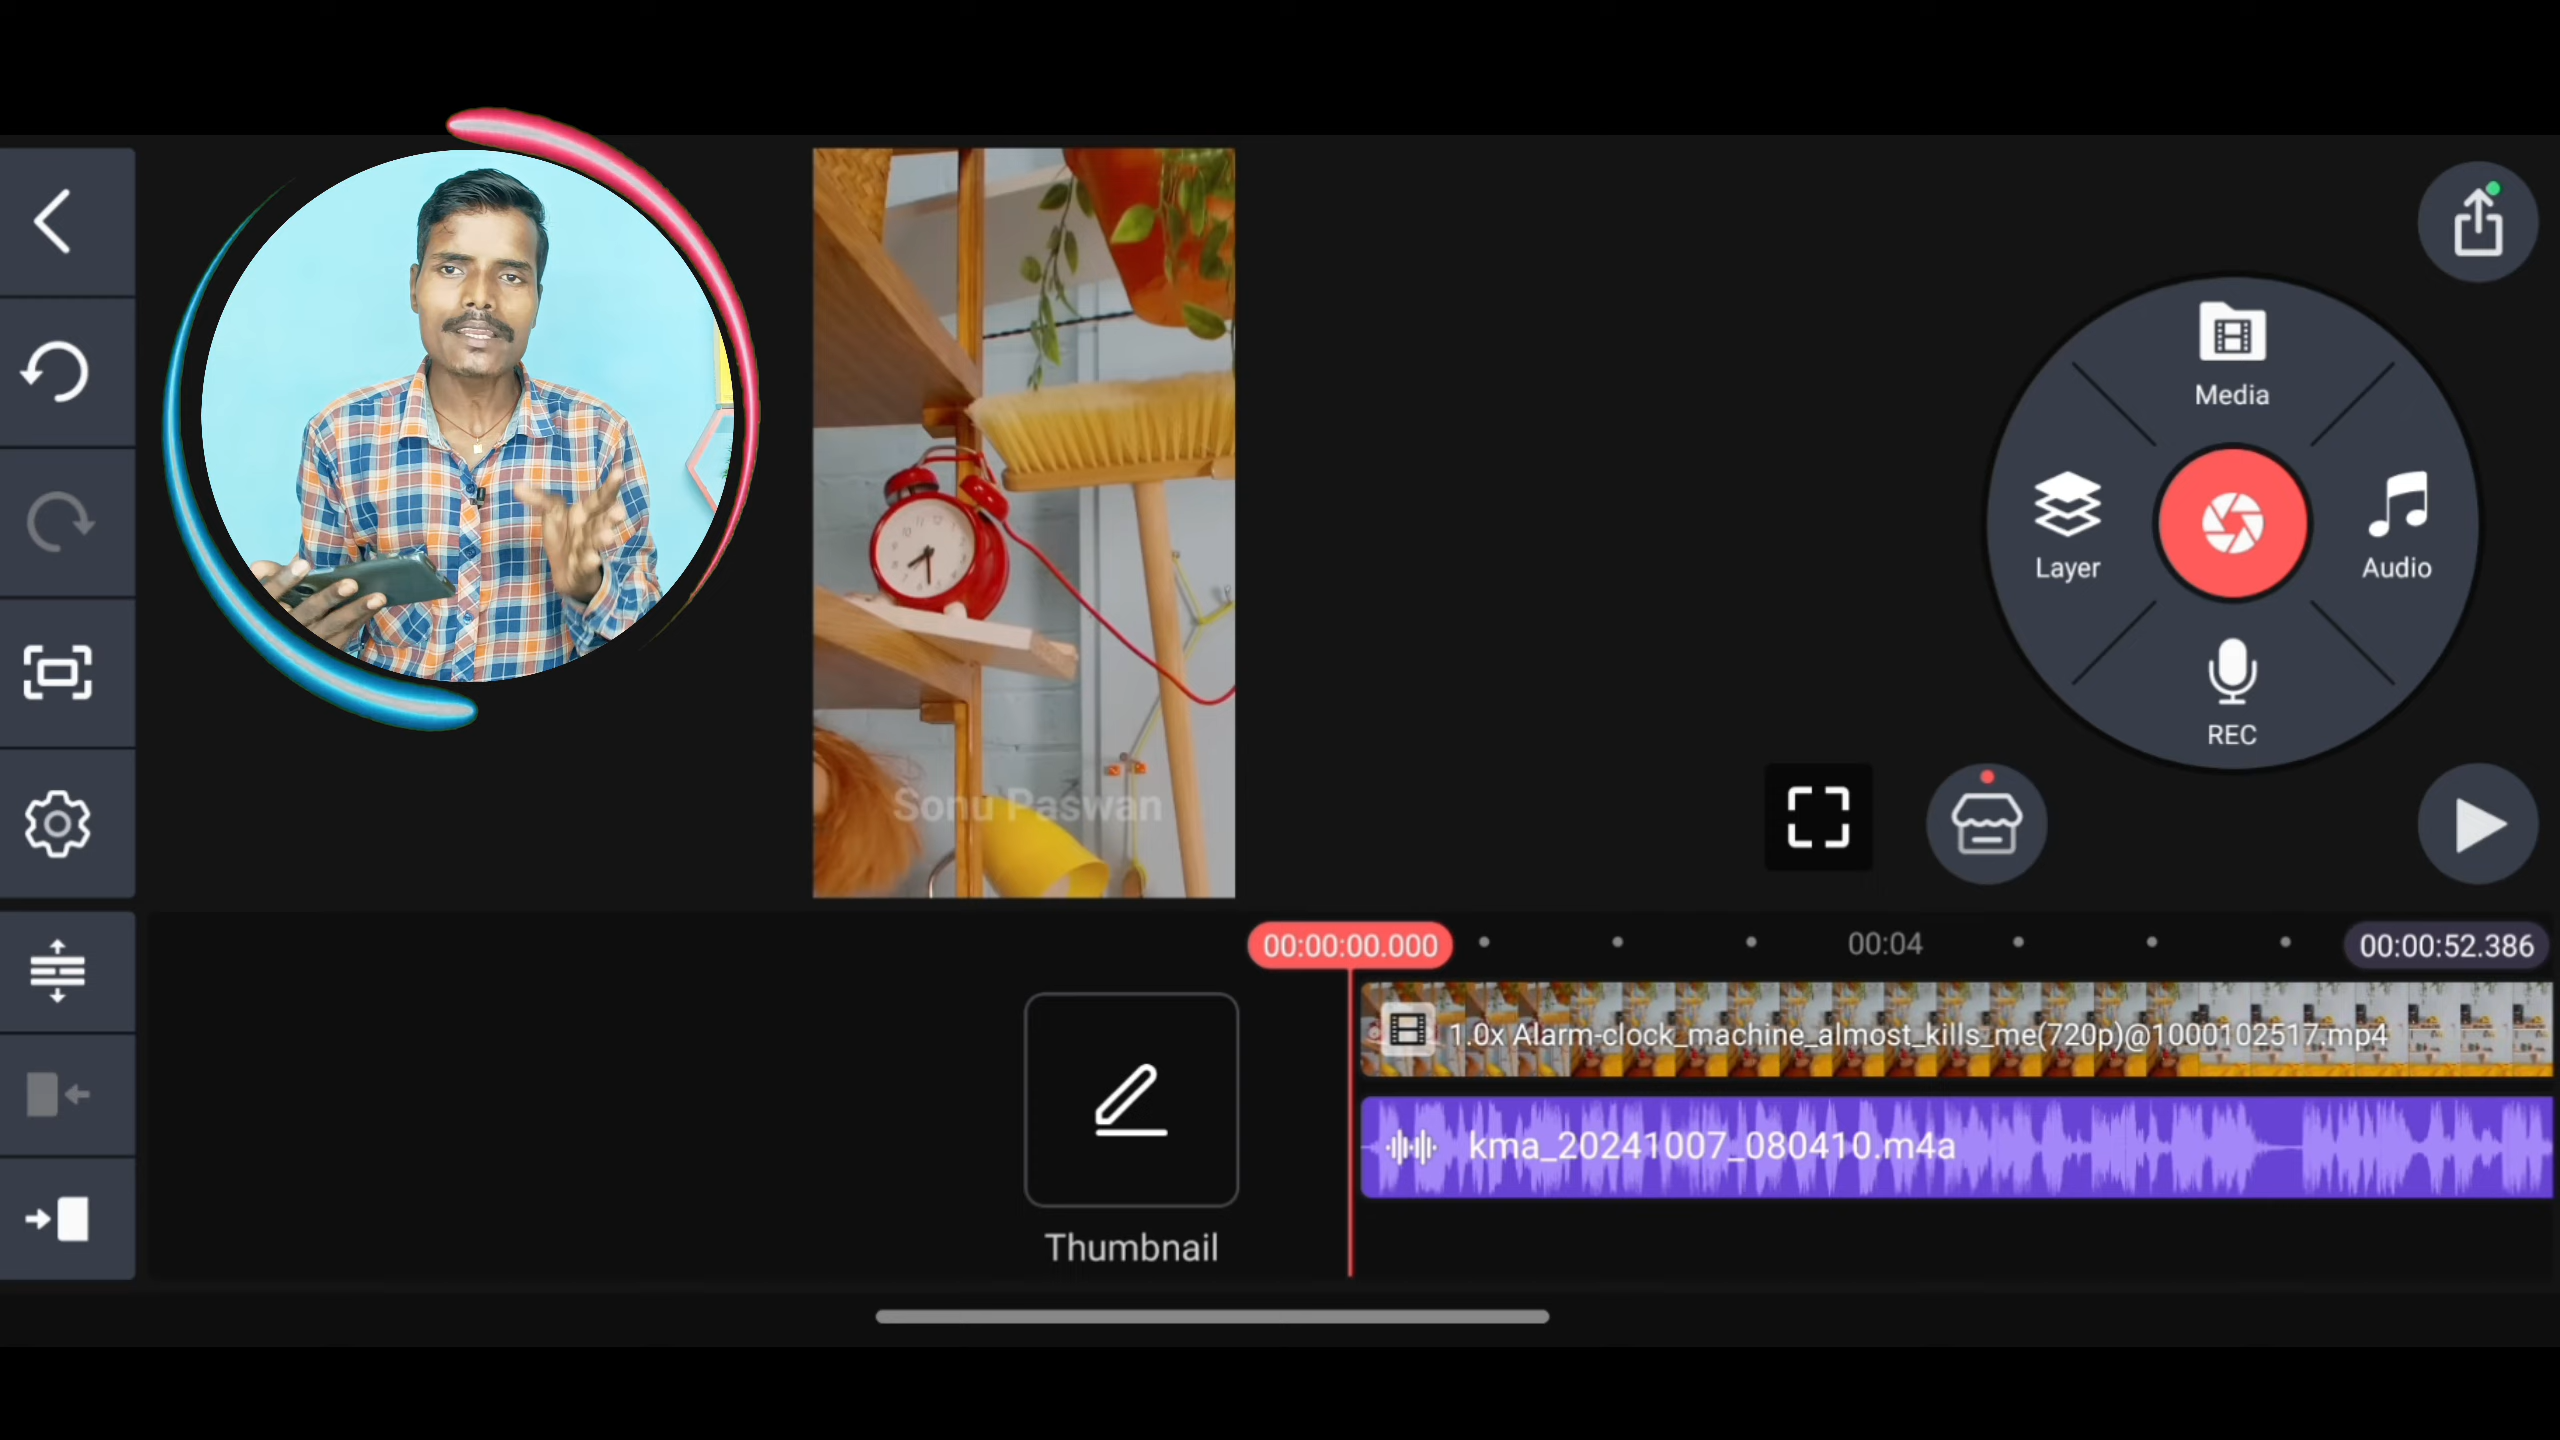 Media
Layer
Audio
REC
Sonu Paswan
00:00:00.000
00:04
00:00:52.386
1.0x Alarm-clock_machine_almost_kills_me(720p)@1000102517.mp4
kma_20241007_080410.m4a
Thumbnail